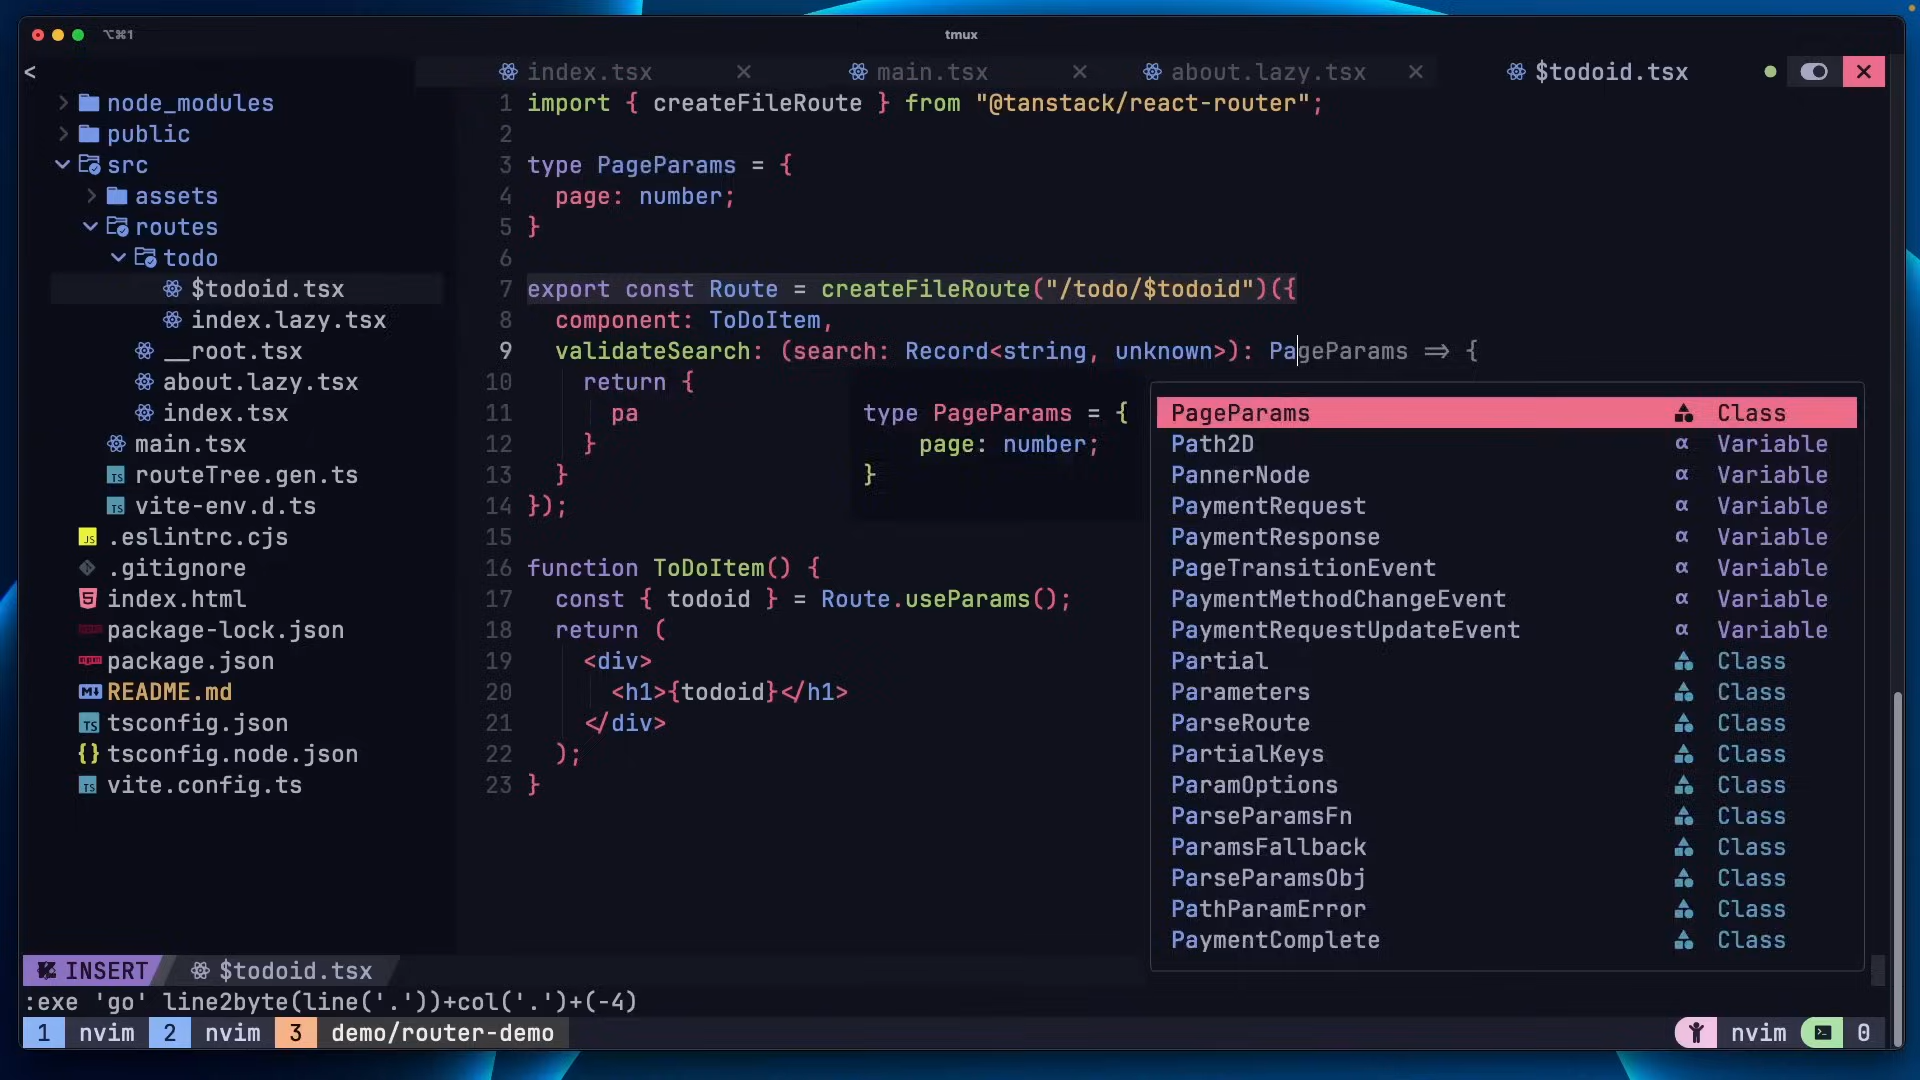 ⌥⌘1
tmux
<
index.tsx
main.tsx
about.lazy.tsx
$todoid.tsx
node_modules
public
src
assets
routes
todo
$todoid.tsx
index.lazy.tsx
__root.tsx
about.lazy.tsx
index.tsx
main.tsx
routeTree.gen.ts
vite-env.d.ts
.eslintrc.cjs
.gitignore
index.html
package-lock.json
package.json
README.md
tsconfig.json
tsconfig.node.json
vite.config.ts
1 import { createFileRoute } from "@tanstack/react-router";
2
3 type PageParams = {
4 page: number;
5 }
6
7 export const Route = createFileRoute("/todo/$todoid")({
8 component: ToDoItem,
9 validateSearch: (search: Record<string, unknown>): PageParams => {
10 return {
11 pa
12 }
13 }
14 });
15
16 function ToDoItem() {
17 const { todoid } = Route.useParams();
18 return (
19 <div>
20 <h1>{todoid}</h1>
21 </div>
22 );
23 }
type PageParams = {
page: number;
}
PageParams Class
Path2D α Variable
PannerNode α Variable
PaymentRequest α Variable
PaymentResponse α Variable
PageTransitionEvent α Variable
PaymentMethodChangeEvent α Variable
PaymentRequestUpdateEvent α Variable
Partial Class
Parameters Class
ParseRoute Class
PartialKeys Class
ParamOptions Class
ParseParamsFn Class
ParamsFallback Class
ParseParamsObj Class
PathParamError Class
PaymentComplete Class
INSERT $todoid.tsx
:exe 'go' line2byte(line('.'))+col('.')+(-4)
1 nvim 2 nvim 3 demo/router-demo
nvim 0